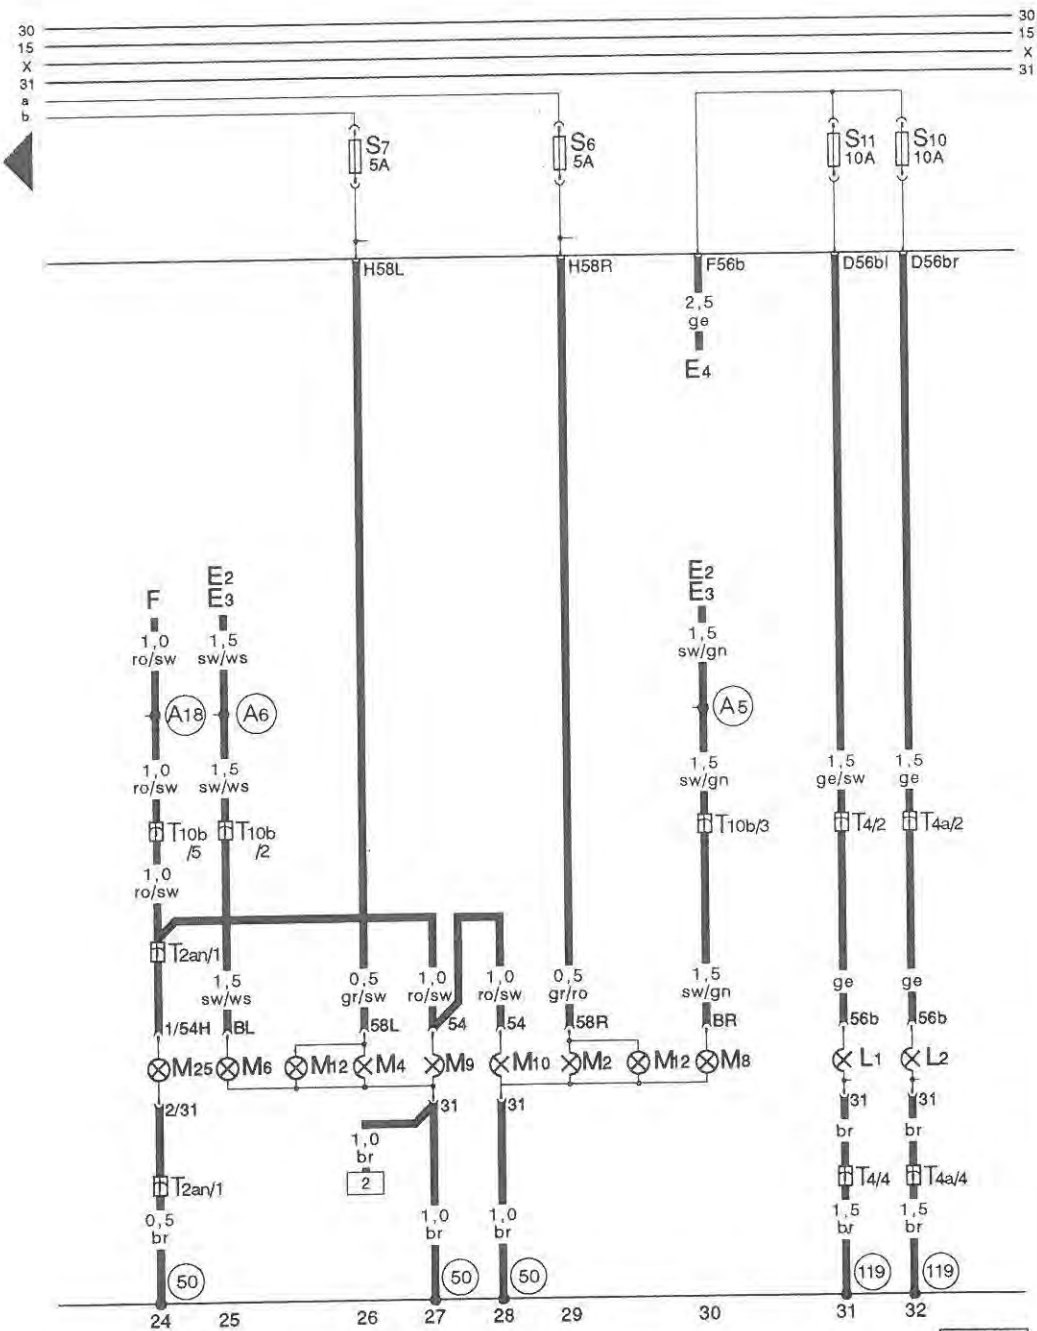 30 30
15 15
X X
31 31
a
b
S7 S6 S11 S10
5A 5A 10A 10A
H58L H58R F56b D56bl D56br
2,5
ge
E4
E2 E2
F E3 E3
1,0 1,5 1,5
ro/sw sw/ws sw/gn
A18 A6 A5
1,0 1,5 1,5 1,5 1,5
ro/sw sw/ws sw/gn ge/sw ge
T10b T10b T10b/3 T4/2 T4a/2
/5 /2
1,0
ro/sw
T2an/1
1,5 0,5 1,0 1,0 0,5 1,5 ge ge
sw/ws gr/sw ro/sw ro/sw gr/ro sw/gn
1/54H BL 58L 54 54 58R BR 56b 56b
M25 M6 M12 M4 M9 M10 M2 M12 M8 L1 L2
2/31 31 31 31 31
1,0 br br
br
2
T2an/1 T4/4 T4a/4
0,5 1,0 1,0 1,5 1,5
br br br br br
50 50 50 119 119
24 25 26 27 28 29 30 31 32